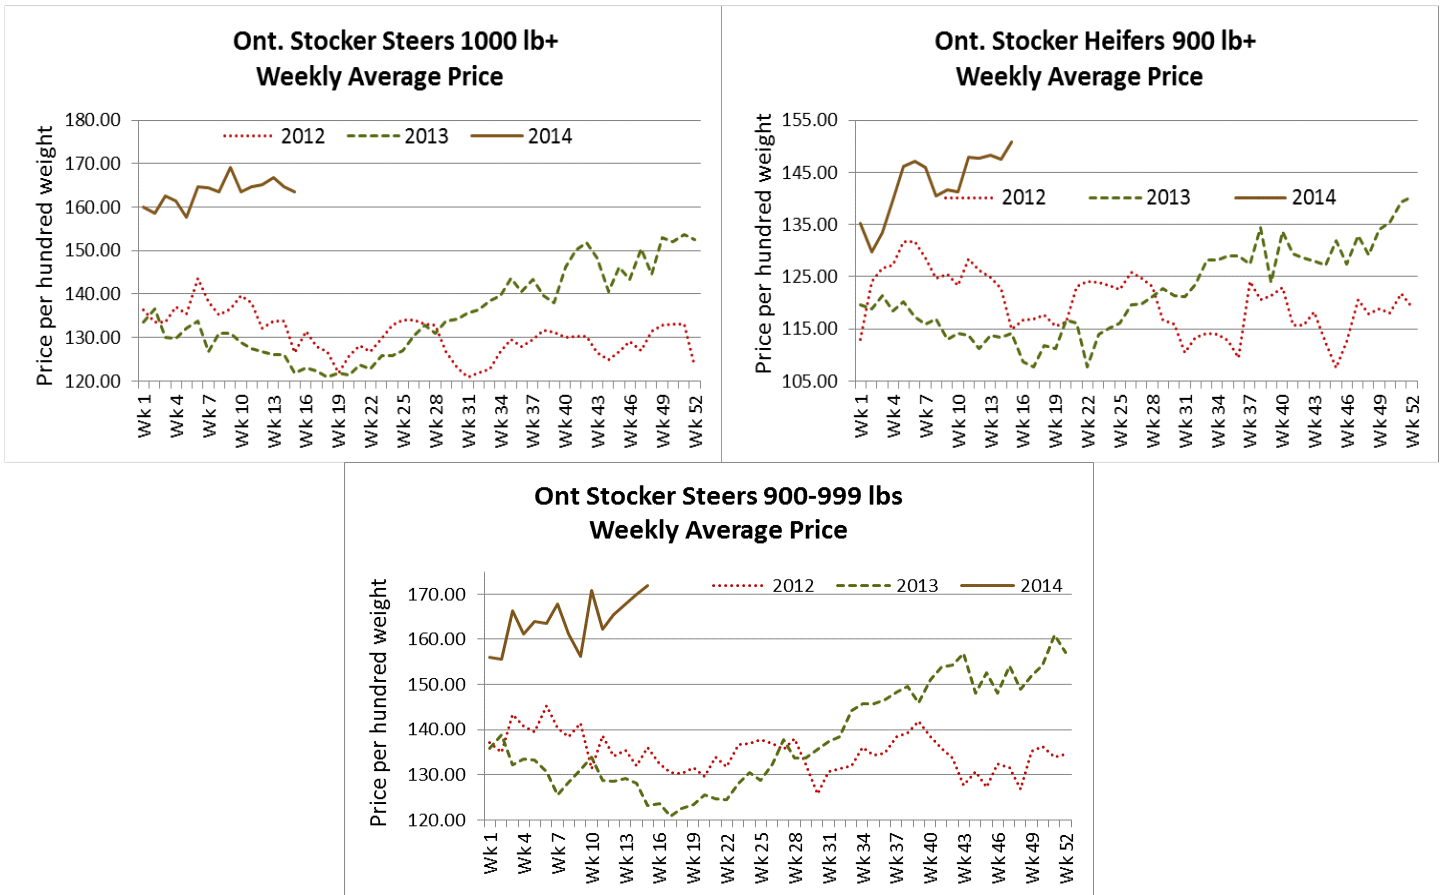 Ont. Stocker Steers 1000 lb+
Weekly Average Price
Price per hundred weight
180.00
170.00
160.00
150.00
140.00
130.00
120.00
2012
2013
2014
Wk 1
Wk 4
Wk 7
Wk 10
Wk 13
Wk 16
Wk 19
Wk 22
Wk 25
Wk 28
Wk 31
Wk 34
Wk 37
Wk 40
Wk 43
Wk 46
Wk 49
Wk 52
Ont. Stocker Heifers 900 lb+
Weekly Average Price
Price per hundred weight
155.00
145.00
135.00
125.00
115.00
105.00
2012
2013
2014
Wk 1
Wk 4
Wk 7
Wk 10
Wk 13
Wk 16
Wk 19
Wk 22
Wk 25
Wk 28
Wk 31
Wk 34
Wk 37
Wk 40
Wk 43
Wk 46
Wk 49
Wk 52
Ont Stocker Steers 900-999 lbs
Weekly Average Price
Price per hundred weight
170.00
160.00
150.00
140.00
130.00
120.00
2012
2013
2014
Wk 1
Wk 4
Wk 7
Wk 10
Wk 13
Wk 16
Wk 19
Wk 22
Wk 25
Wk 28
Wk 31
Wk 34
Wk 37
Wk 40
Wk 43
Wk 46
Wk 49
Wk 52